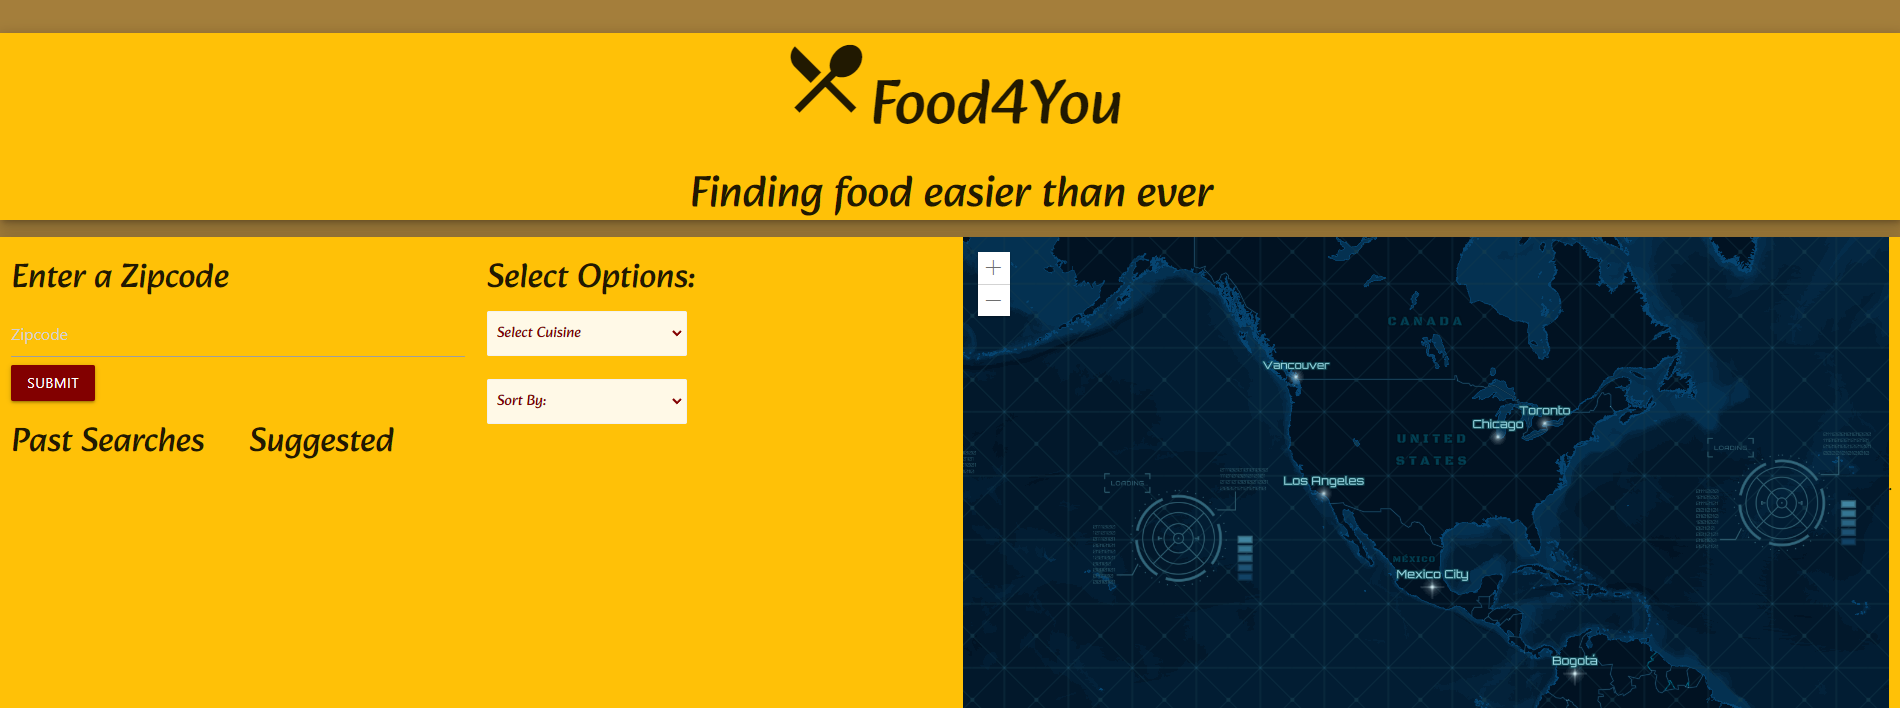 Food4You
Finding food easier than ever
Enter a Zipcode
Zipcode
SUBMIT
Past Searches
Suggested
Select Options:
Select Cuisine
Sort By:
CANADA
Vancouver
Toronto
Chicago
UNITED
STATES
Los Angeles
LOADING
LOADING
MÉXICO
Mexico City
Bogotá